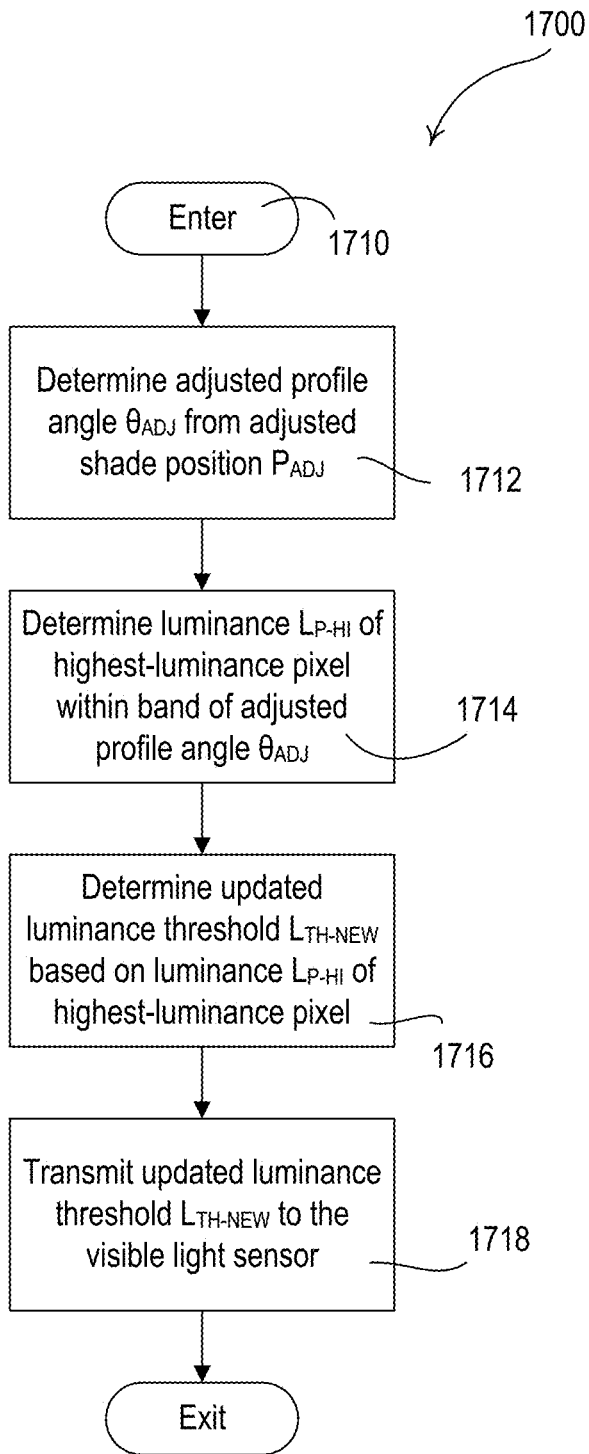 1700
Enter
1710
Determine adjusted profile
angle θADJ from adjusted
shade position PADJ
1712
Determine luminance LP-HI of
highest-luminance pixel
within band of adjusted
profile angle θADJ
1714
Determine updated
luminance threshold LTH-NEW
based on luminance LP-HI of
highest-luminance pixel
1716
Transmit updated luminance
threshold LTH-NEW to the
visible light sensor
1718
Exit